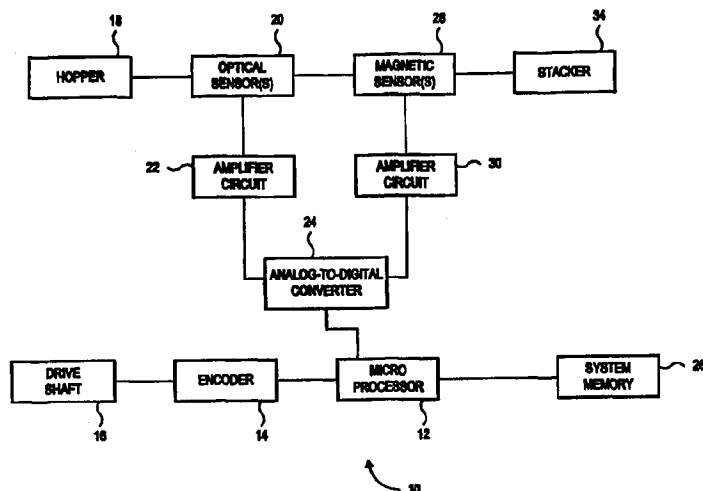 18
20
28
34
HOPPER
OPTICAL
SENSOR(S)
MAGNETIC
SENSOR(S)
STACKER
22
AMPLIFIER
CIRCUIT
AMPLIFIER
CIRCUIT
30
24
ANALOG-TO-DIGITAL
CONVERTER
DRIVE
SHAFT
ENCODER
MICRO
PROCESSOR
SYSTEM
MEMORY
26
16
14
12
10